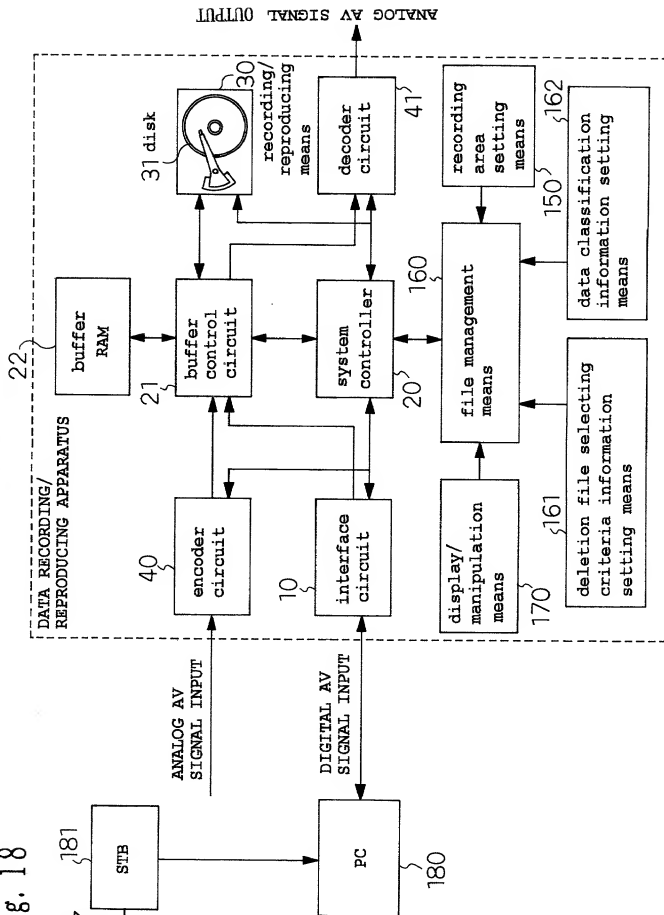 g. 18
181
STB
PC
180
ANALOG AV
SIGNAL INPUT
DIGITAL AV
SIGNAL INPUT
DATA RECORDING/
REPRODUCING APPARATUS
22
buffer
RAM
40
encoder
circuit
21
buffer
control
circuit
31 disk
30
recording/
reproducing
means
10
interface
circuit
20
system
controller
decoder
circuit
41
ANALOG AV SIGNAL OUTPUT
display/
manipulation
means
170
160
file management
means
recording
area
setting
means
150
161
deletion file selecting
criteria information
setting means
162
data classification
information setting
means